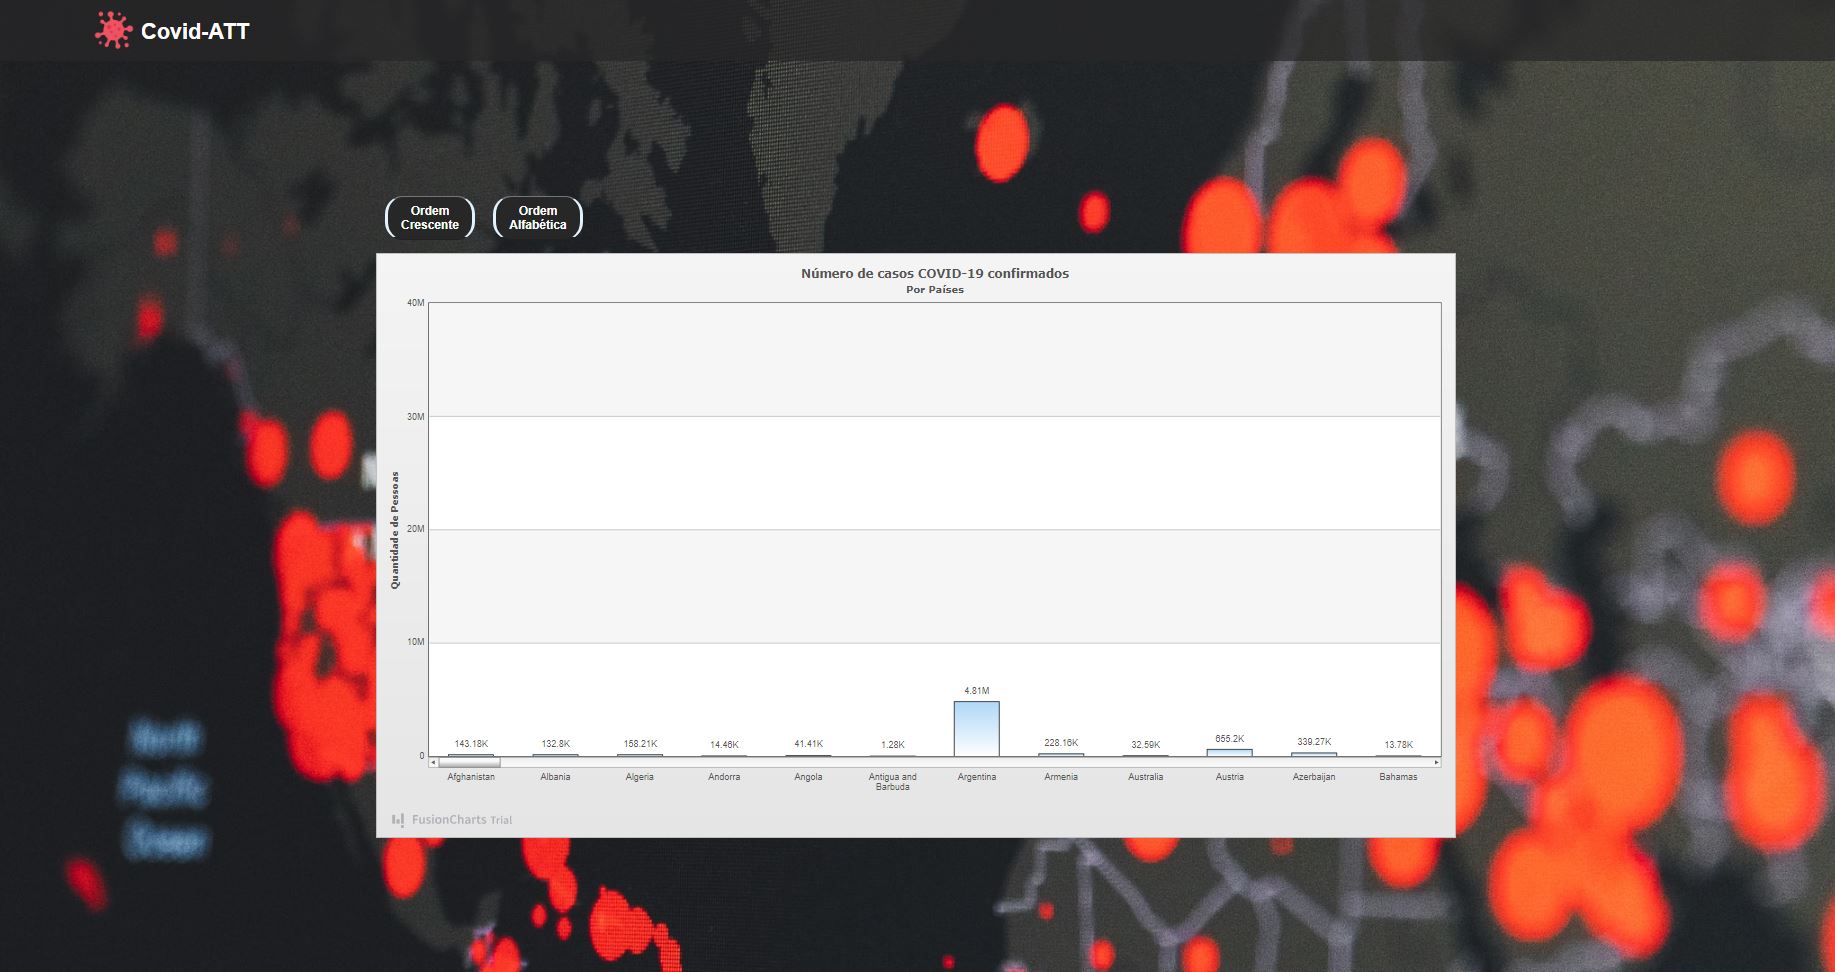 Covid-ATT
Ordem
Crescente
Ordem
Alfabética
Número de casos COVID-19 confirmados
Por Países
Quantidade de Pessoas
40M
30M
20M
10M
0
143.18K
132.8K
158.21K
14.46K
41.41K
1.28K
4.81M
228.16K
32.59K
655.2K
339.27K
13.78K
Afghanistan
Albania
Algeria
Andorra
Angola
Antigua and
Barbuda
Argentina
Armenia
Australia
Austria
Azerbaijan
Bahamas
FusionCharts Trial